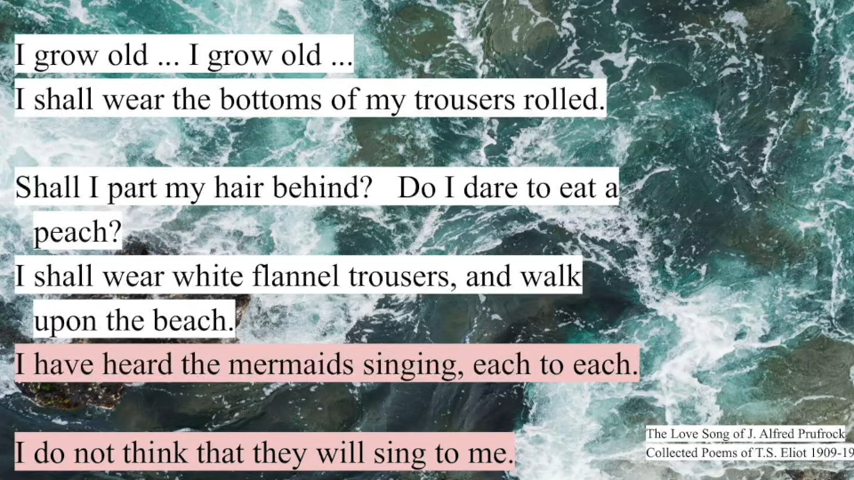 I grow old ... I grow old ...
I shall wear the bottoms of my trousers rolled.
Shall I part my hair behind? Do I dare to eat a
peach?
I shall wear white flannel trousers, and walk
upon the beach.
I have heard the mermaids singing, each to each.
I do not think that they will sing to me.
The Love Song of J. Alfred Prufrock
Collected Poems of T.S. Eliot 1909-19